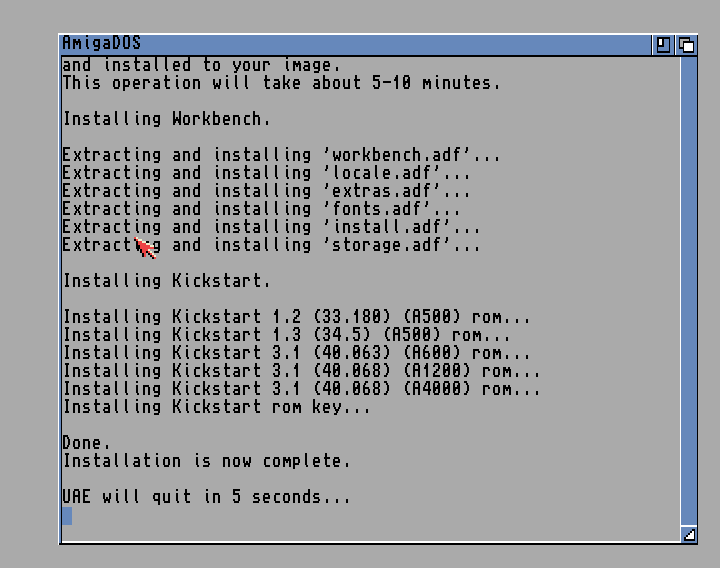 AmigaDOS
and installed to your image.
This operation will take about 5-10 minutes.
Installing Workbench.
Extracting and installing 'workbench.adf'...
Extracting and installing 'locale.adf'...
Extracting and installing 'extras.adf'...
Extracting and installing 'fonts.adf'...
Extracting and installing 'install.adf'...
Extracting and installing 'storage.adf'...
Installing Kickstart.
Installing Kickstart 1.2 (33.180) (A500) rom...
Installing Kickstart 1.3 (34.5) (A500) rom...
Installing Kickstart 3.1 (40.063) (A600) rom...
Installing Kickstart 3.1 (40.068) (A1200) rom...
Installing Kickstart 3.1 (40.068) (A4000) rom...
Installing Kickstart rom key...
Done.
Installation is now complete.
UAE will quit in 5 seconds...